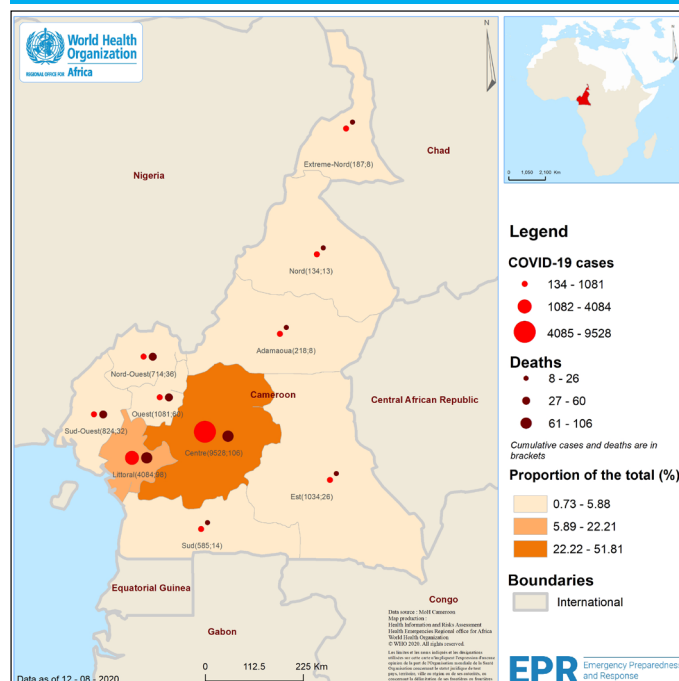 World Health
Organization
REGIONAL OFFICE FOR Africa
N
Nigeria
Chad
Extreme-Nord(187;8)
Nord(134;13)
Adamaoua(218;8)
Nord-Ouest(714;36)
Cameroon
Central African Republic
Ouest(1081;60)
Sud-Ouest(824;32)
Centre(9528;106)
Littoral(4084;98)
Est(1034;26)
Sud(585;14)
Equatorial Guinea
Gabon
Congo
Data source : MoH Cameroon
Map production :
Health Information and Risks Assessment
Health Emergencies Regional office for Africa
World Health Organization
© WHO 2020. All rights reserved.
0 112.5 225 Km
Data as of 12 - 08 - 2020
0 1,050 2,100 Km
Legend
COVID-19 cases
134 - 1081
1082 - 4084
4085 - 9528
Deaths
8 - 26
27 - 60
61 - 106
Cumulative cases and deaths are in
brackets
Proportion of the total (%)
0.73 - 5.88
5.89 - 22.21
22.22 - 51.81
Boundaries
International
EPR
Emergency Preparedness
and Response